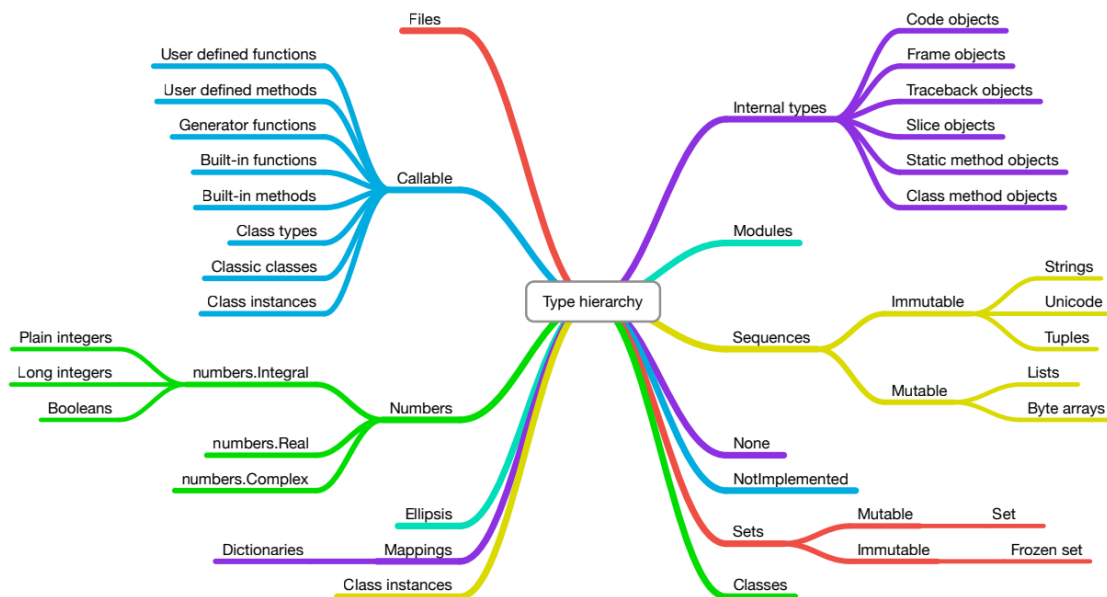 Type hierarchy
Files
Callable
User defined functions
User defined methods
Generator functions
Built-in functions
Built-in methods
Class types
Classic classes
Class instances
Numbers
numbers.Integral
Plain integers
Long integers
Booleans
numbers.Real
numbers.Complex
Ellipsis
Mappings
Dictionaries
Class instances
Internal types
Code objects
Frame objects
Traceback objects
Slice objects
Static method objects
Class method objects
Modules
Sequences
Immutable
Strings
Unicode
Tuples
Mutable
Lists
Byte arrays
None
NotImplemented
Sets
Mutable
Set
Immutable
Frozen set
Classes